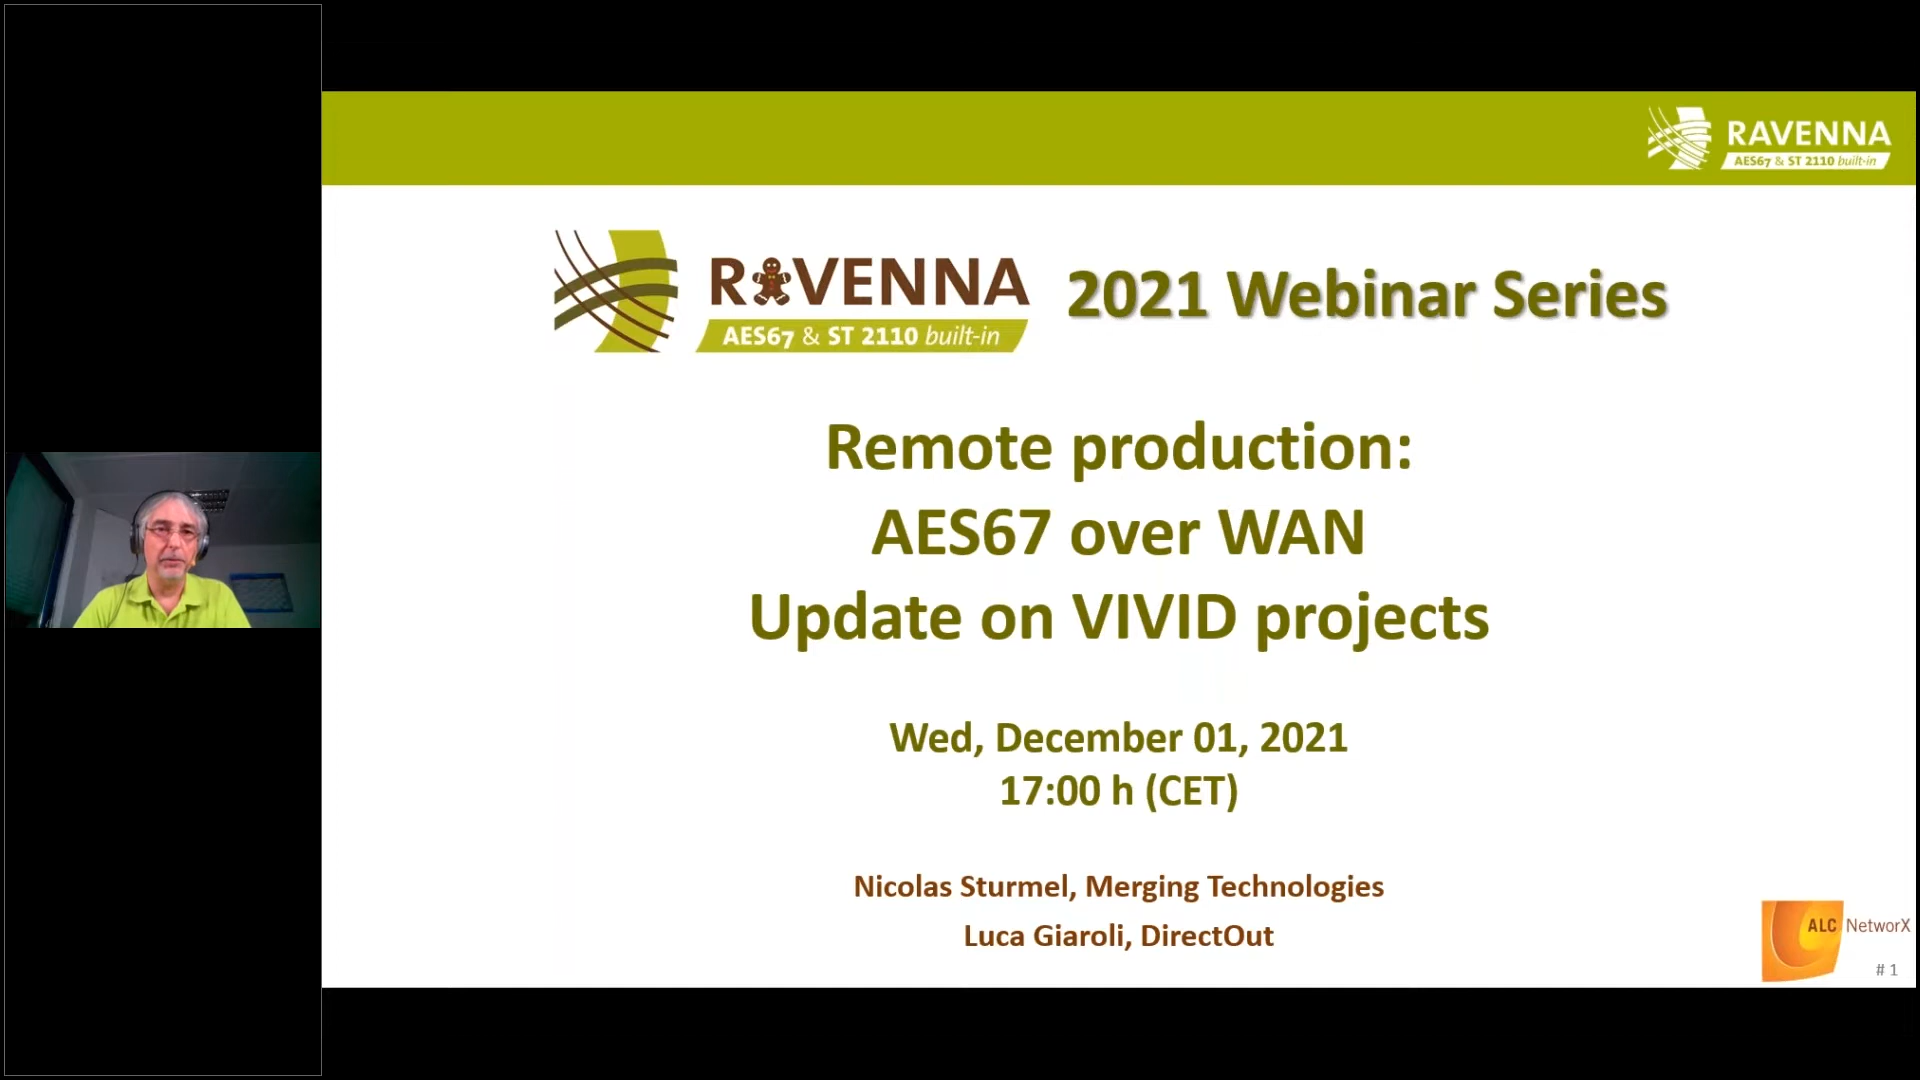 RAVENNA
AES67 & ST 2110 built-in
RAVENNA
2021 Webinar Series
AES67 & ST 2110 built-in
Remote production:
AES67 over WAN
Update on VIVID projects
Wed, December 01, 2021
17:00 h (CET)
Nicolas Sturmel, Merging Technologies
Luca Giaroli, DirectOut
ALC NetworX
# 1